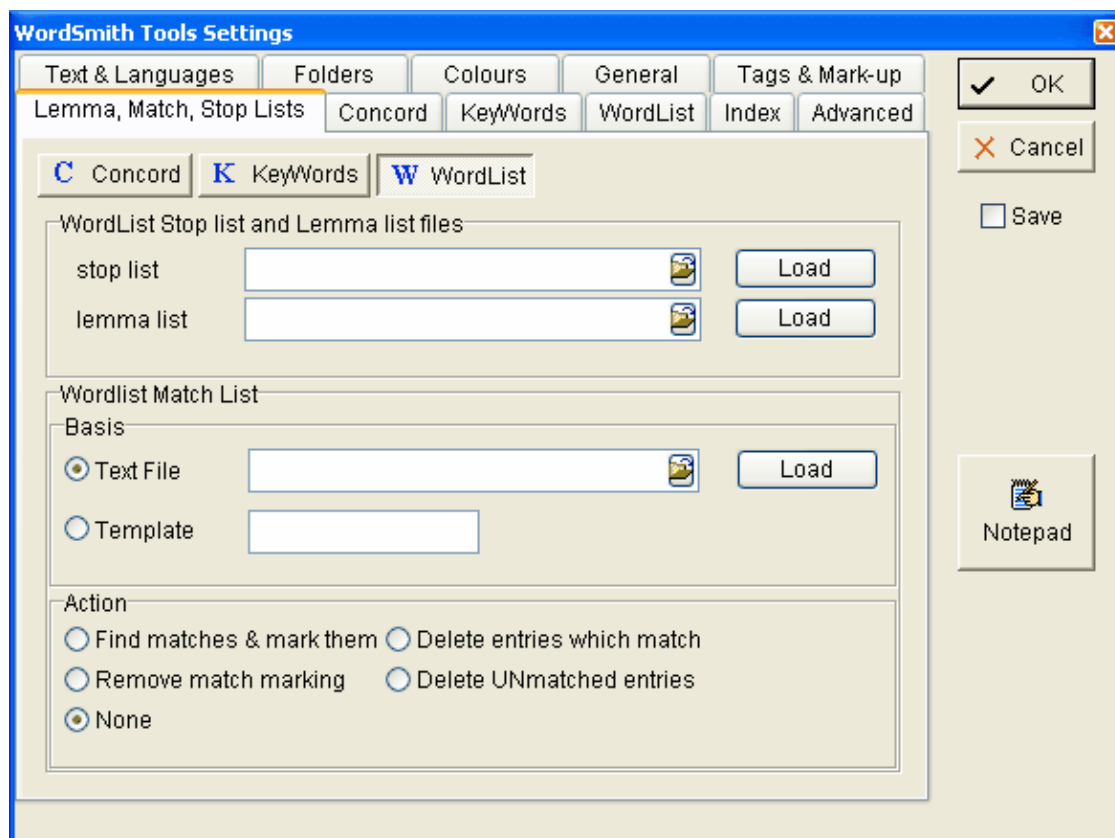 WordSmith Tools Settings
Text & Languages Folders Colours General Tags & Mark-up
Lemma, Match, Stop Lists Concord KeyWords WordList Index Advanced
OK
Cancel
Save
C Concord K KeyWords W WordList
WordList Stop list and Lemma list files
stop list Load
lemma list Load
Wordlist Match List
Basis
Text File Load
Template
Notepad
Action
Find matches & mark them Delete entries which match
Remove match marking Delete UNmatched entries
None